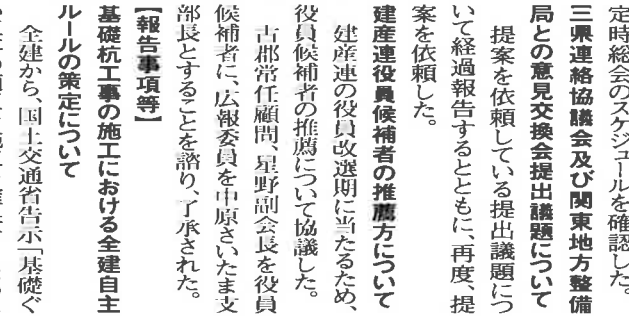 定時総会のスケジュールを確認した。
三県連絡協議会及び関東地方整備
局との意見交換会提出議題について
提案を依頼している提出議題につ
いて経過報告するとともに、再度、提
案を依頼した。
建産連役員候補者の推薦方について
建産連の役員改選期に当たるため、
役員候補者の推薦について協議した。
古郡常任顧問、星野副会長を役員
候補者に、広報委員を中原さいたま支
部長とすることを諮り、了承された。
【報告事項等】
基礎杭工事の施工における全建自主
ルールの策定について
全建から、国土交通省告示「基礎ぐ